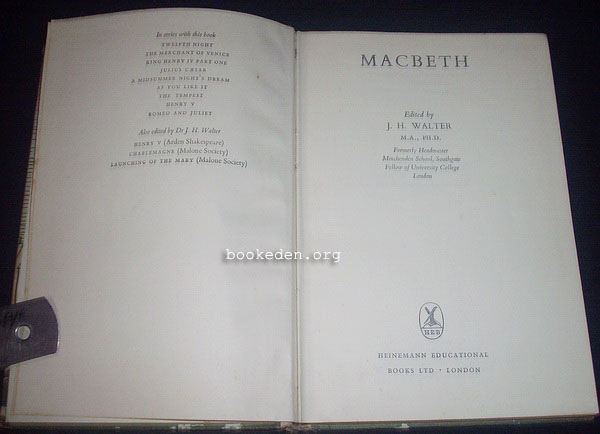 In series with this book
TWELFTH NIGHT
THE MERCHANT OF VENICE
KING HENRY IV PART ONE
JULIUS CÆSAR
A MIDSUMMER NIGHT'S DREAM
AS YOU LIKE IT
THE TEMPEST
HENRY V
ROMEO AND JULIET
Also edited by Dr J. H. Walter
HENRY V (Arden Shakespeare)
CHARLEMAGNE (Malone Society)
LAUNCHING OF THE MARY (Malone Society)
bookeden.org
MACBETH
Edited by
J. H. WALTER
M.A., PH.D.
Formerly Headmaster
Minchenden School, Southgate
Fellow of University College
London
HEB
HEINEMANN EDUCATIONAL
BOOKS LTD · LONDON